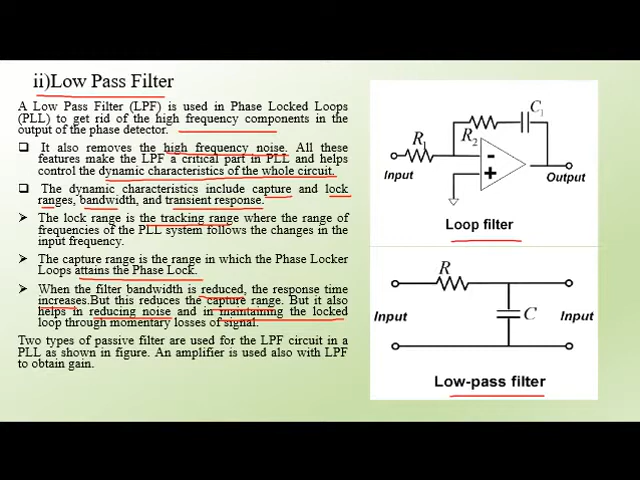 ii)Low Pass Filter
A Low Pass Filter (LPF) is used in Phase Locked Loops
(PLL) to get rid of the high frequency components in the
output of the phase detector.
It also removes the high frequency noise. All these
features make the LPF a critical part in PLL and helps
control the dynamic characteristics of the whole circuit.
The dynamic characteristics include capture and lock
ranges, bandwidth, and transient response.
The lock range is the tracking range where the range of
frequencies of the PLL system follows the changes in the
input frequency.
The capture range is the range in which the Phase Locker
Loops attains the Phase Lock.
When the filter bandwidth is reduced, the response time
increases.But this reduces the capture range. But it also
helps in reducing noise and in maintaining the locked
loop through momentary losses of signal.
Two types of passive filter are used for the LPF circuit in a
PLL as shown in figure. An amplifier is used also with LPF
to obtain gain.
C1
R1
R2
-
+
Input
Output
Loop filter
R
Input
C
Input
Low-pass filter